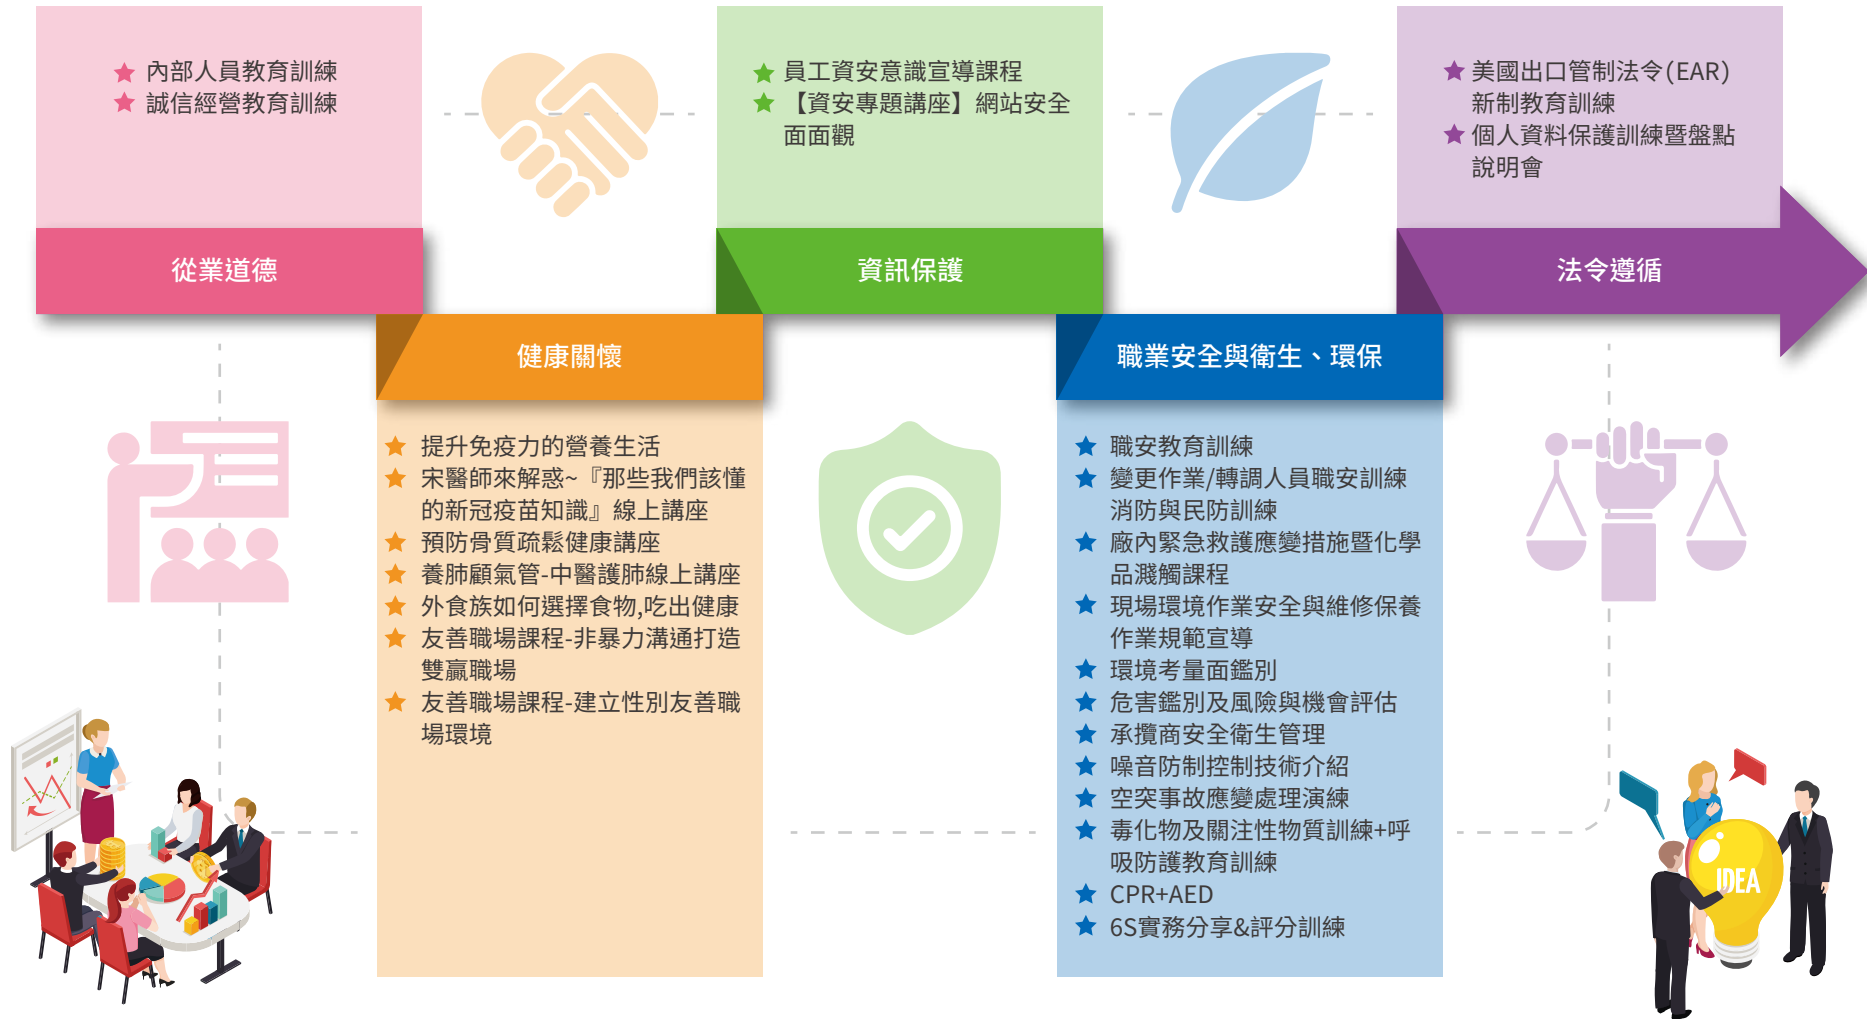 內部人員教育訓練
誠信經營教育訓練
從業道德
提升免疫力的營養生活
宋醫師來解惑~『那些我們該懂
的新冠疫苗知識』線上講座
預防骨質疏鬆健康講座
養肺顧氣管-中醫護肺線上講座
外食族如何選擇食物,吃出健康
友善職場課程-非暴力溝通打造
雙贏職場
友善職場課程-建立性別友善職
場環境
健康關懷
員工資安意識宣導課程
【資安專題講座】網站安全
面面觀
資訊保護
職業安全與衛生、環保
職安教育訓練
變更作業/轉調人員職安訓練
消防與民防訓練
廠內緊急救護應變措施暨化學
品濺觸課程
現場環境作業安全與維修保養
作業規範宣導
環境考量面鑑別
危害鑑別及風險與機會評估
承攬商安全衛生管理
噪音防制控制技術介紹
空突事故應變處理演練
毒化物及關注性物質訓練+呼
吸防護教育訓練
CPR+AED
6S實務分享&評分訓練
美國出口管制法令(EAR)
新制教育訓練
個人資料保護訓練暨盤點
說明會
法令遵循
IDEA